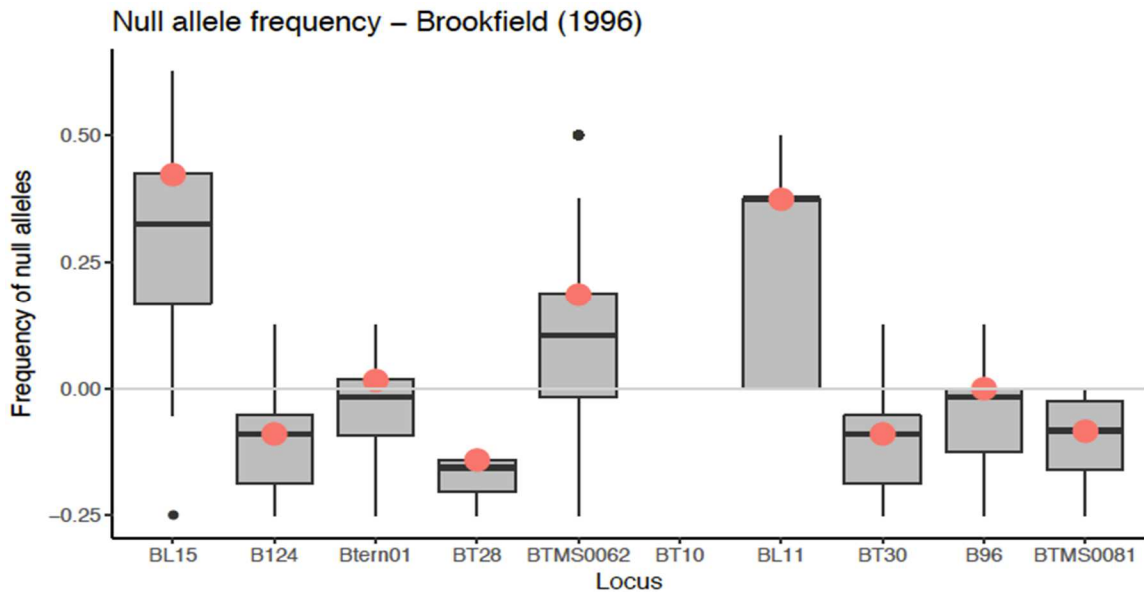 Null allele frequency – Brookfield (1996)
Frequency of null alleles
0.50
0.25
0.00
−0.25
BL15 B124 Btern01 BT28 BTMS0062 BT10 BL11 BT30 B96 BTMS0081
Locus